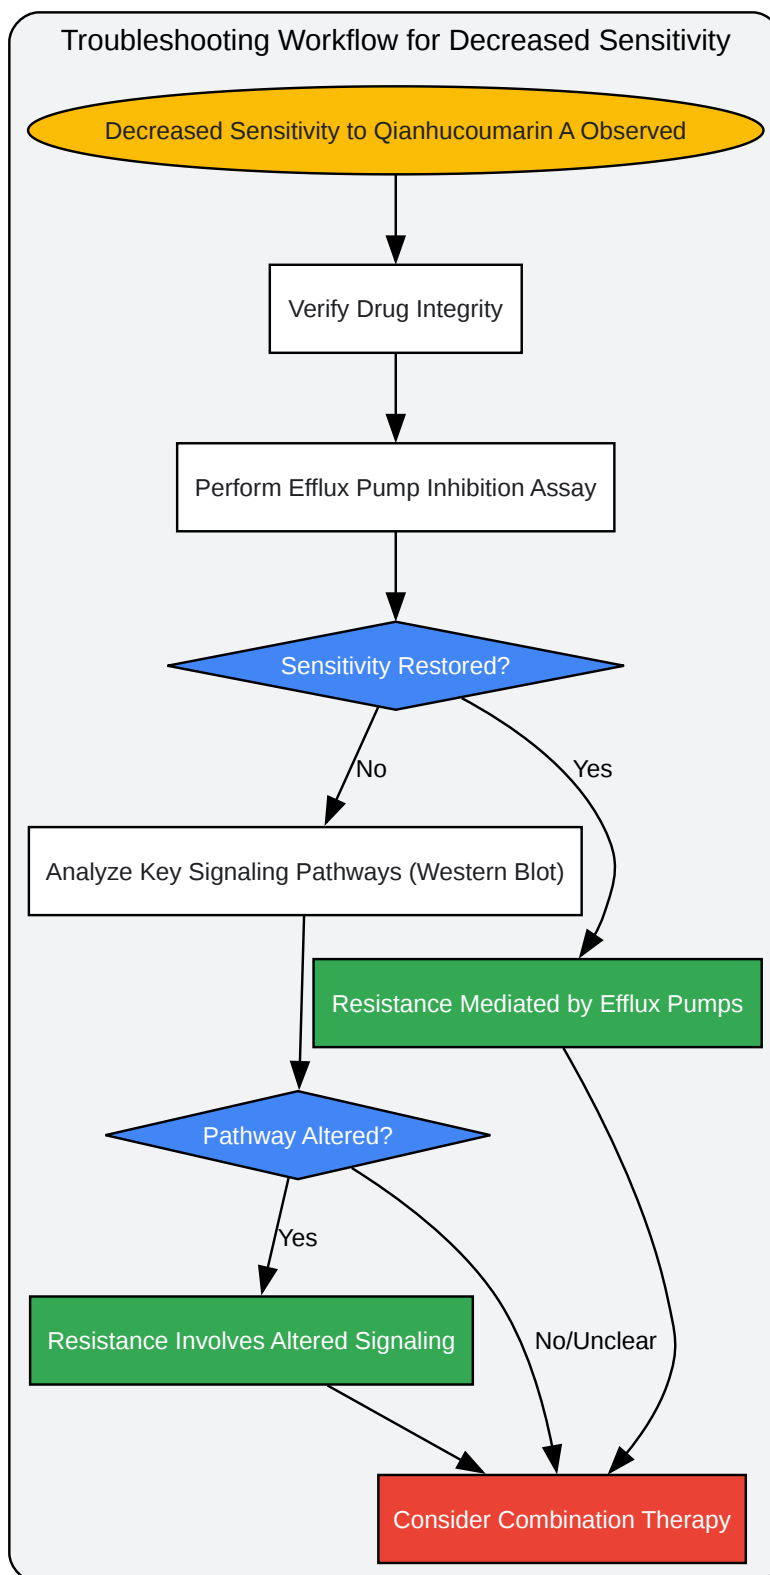 Troubleshooting Workflow for Decreased Sensitivity
Decreased Sensitivity to Qianhucoumarin A Observed
Verify Drug Integrity
Perform Efflux Pump Inhibition Assay
Sensitivity Restored?
No
Yes
Analyze Key Signaling Pathways (Western Blot)
Resistance Mediated by Efflux Pumps
Pathway Altered?
Yes
Resistance Involves Altered Signaling
No/Unclear
Consider Combination Therapy